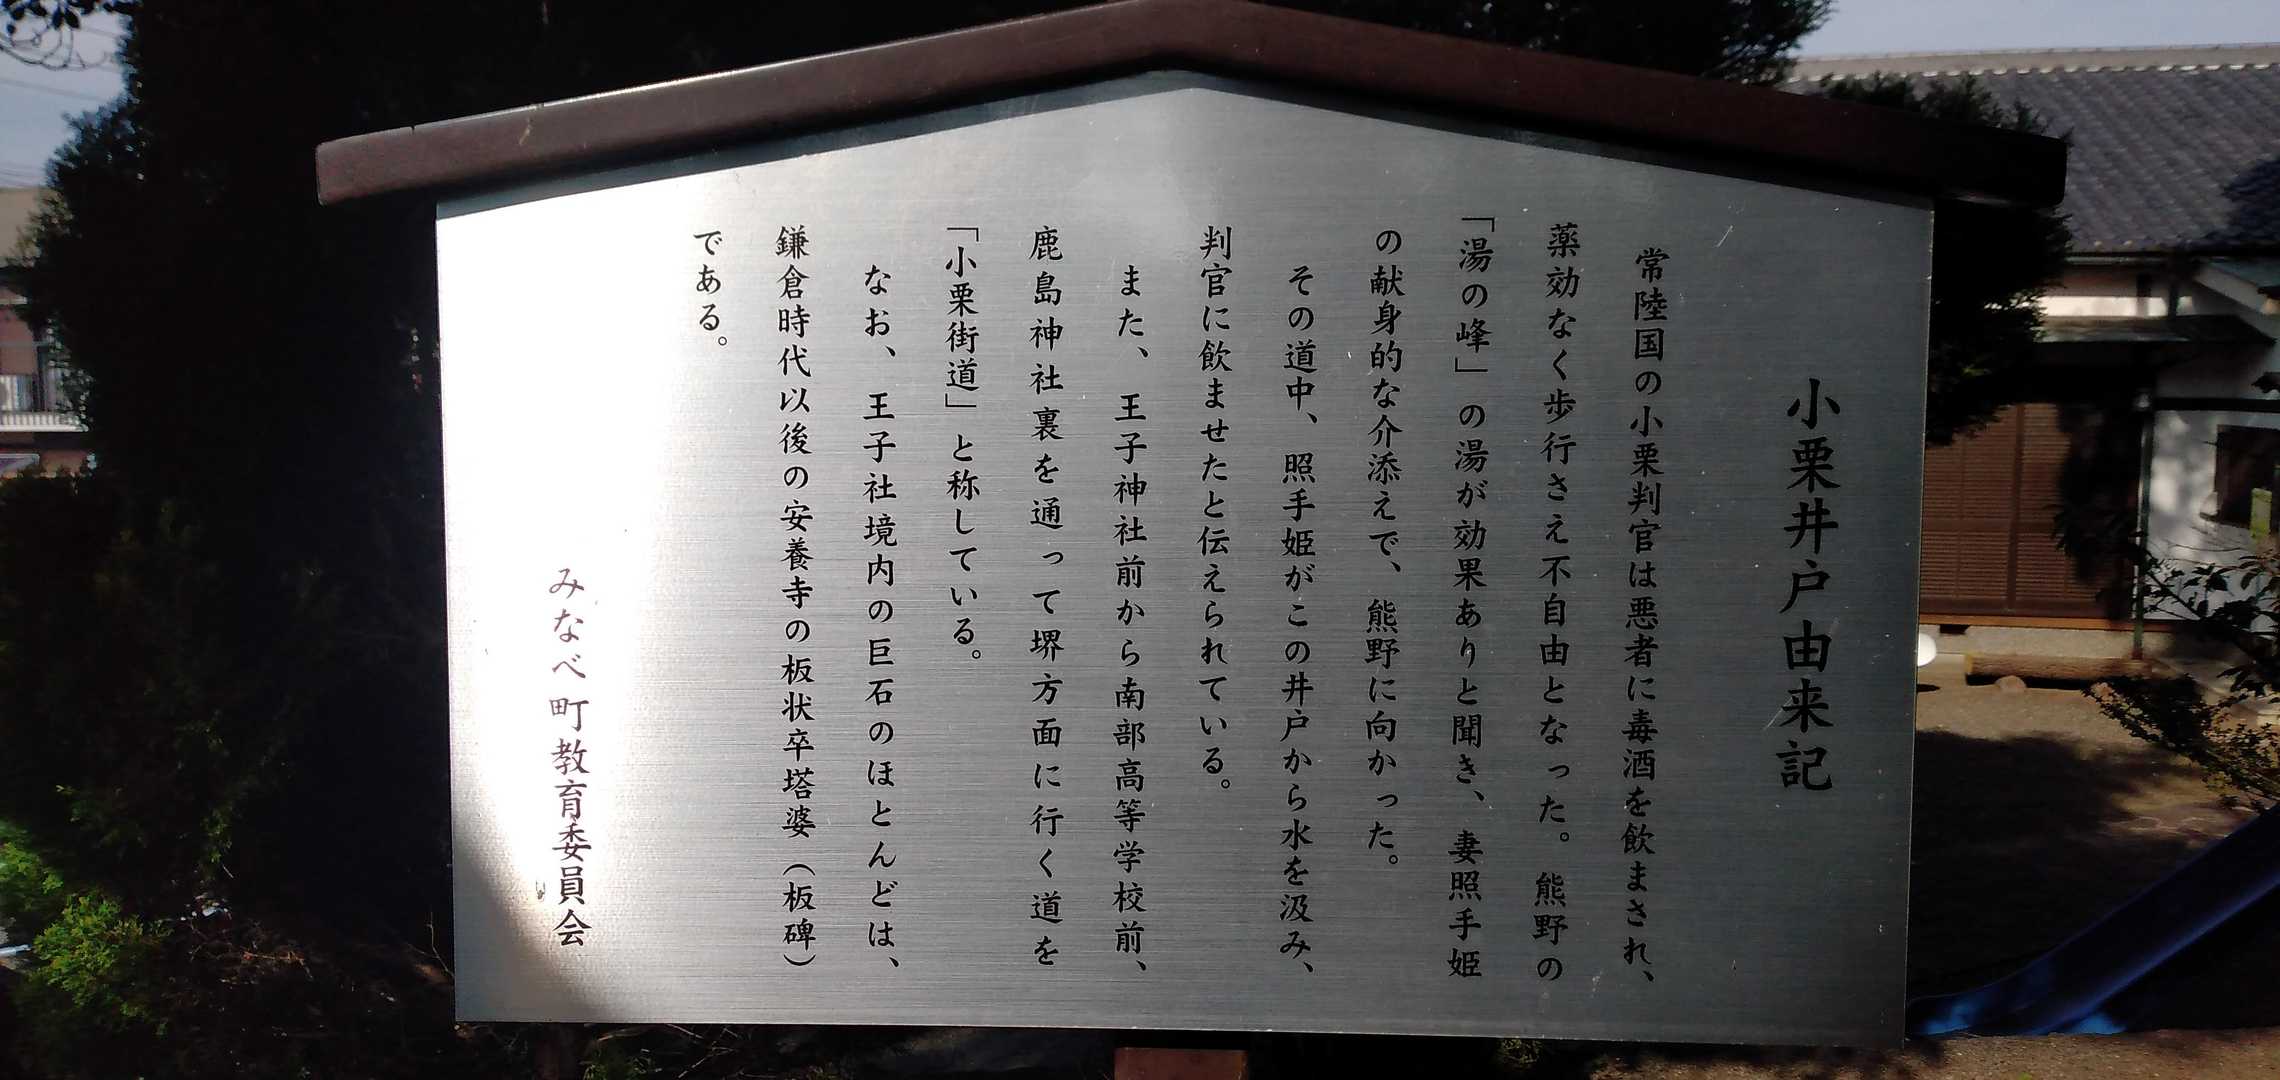 小栗井戸由来記
常陸国の小栗判官は悪者に毒酒を飲まされ、
薬効なく歩行さえ不自由となった。熊野の
「湯の峰」の湯が効果ありと聞き、妻照手姫
の献身的な介添えで、熊野に向かった。
その道中、照手姫がこの井戸から水を汲み、
判官に飲ませたと伝えられている。
また、王子神社前から南部高等学校前、
鹿島神社裏を通って堺方面に行く道を
「小栗街道」と称している。
なお、王子社境内の巨石のほとんどは、
鎌倉時代以後の安養寺の板状卒塔婆（板碑）
である。
みなべ町教育委員会